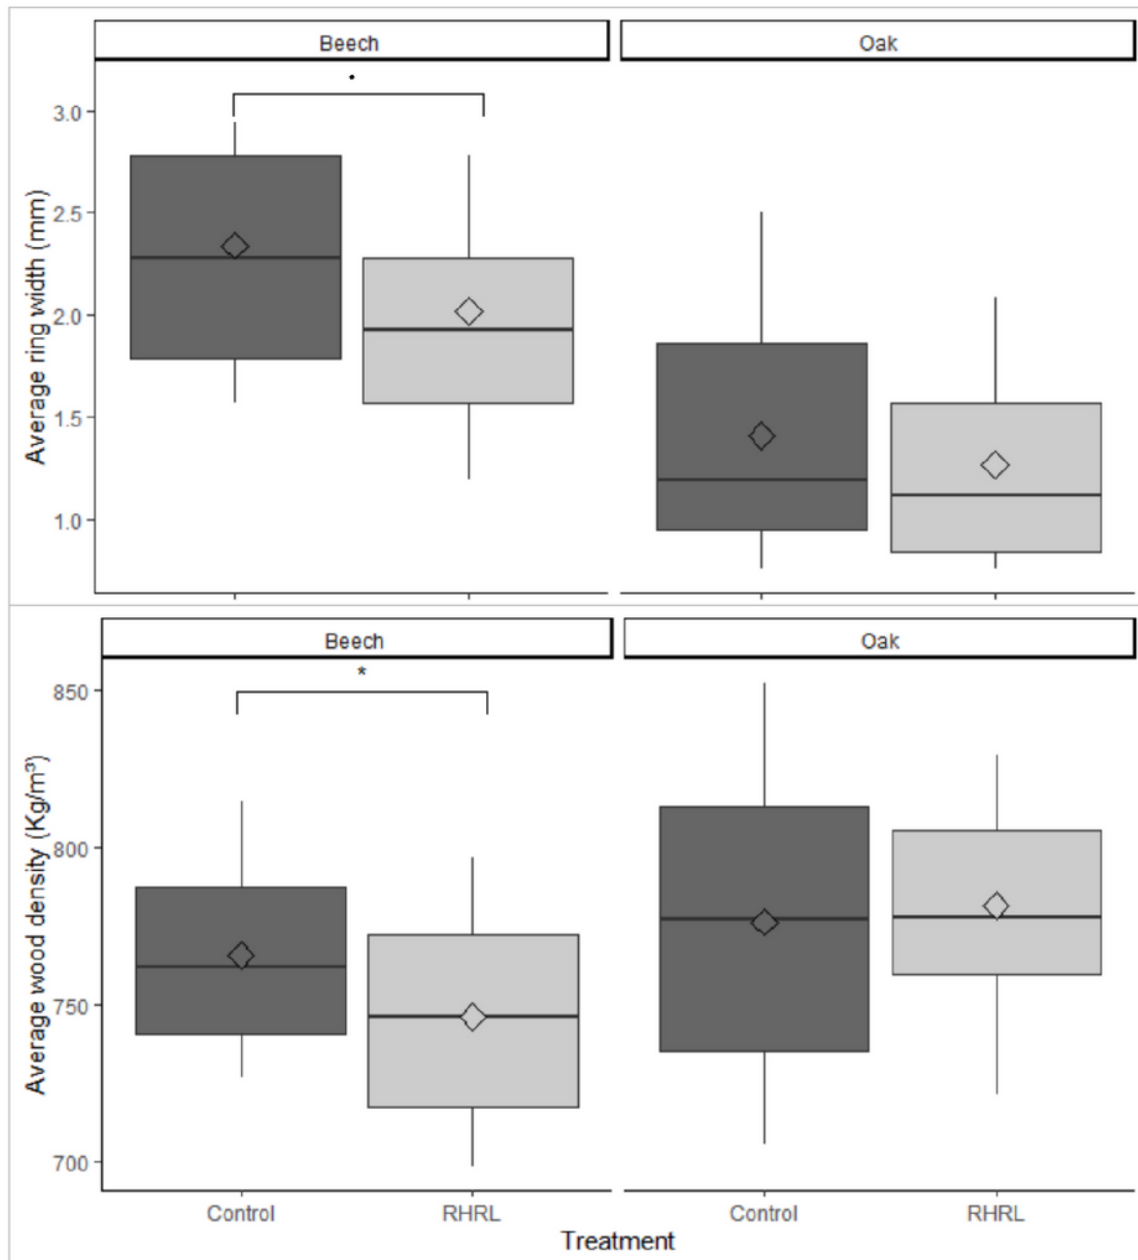 Beech Oak
.
3.0
2.5
2.0
1.5
1.0
Average ring width (mm)
Beech Oak
*
850
800
750
700
Average wood density (Kg/m³)
Control RHRL Control RHRL
Treatment